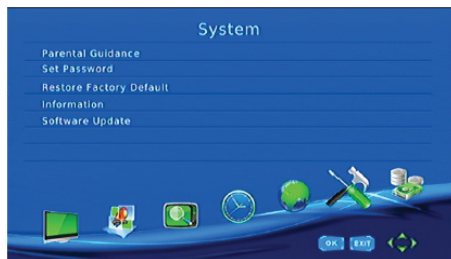 System
Parental Guidance
Set Password
Restore Factory Default
Information
Software Update
OK EXIT